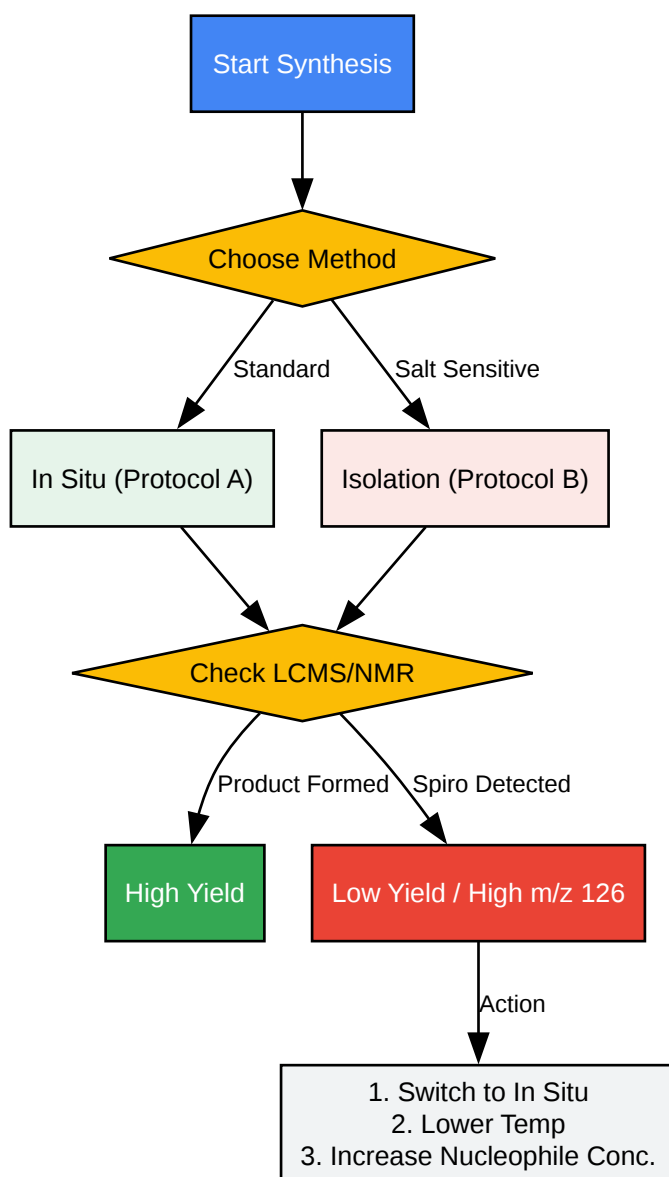 Start Synthesis
Choose Method
Standard
Salt Sensitive
In Situ (Protocol A)
Isolation (Protocol B)
Check LCMS/NMR
Product Formed
Spiro Detected
High Yield
Low Yield / High m/z 126
Action
1. Switch to In Situ
2. Lower Temp
3. Increase Nucleophile Conc.